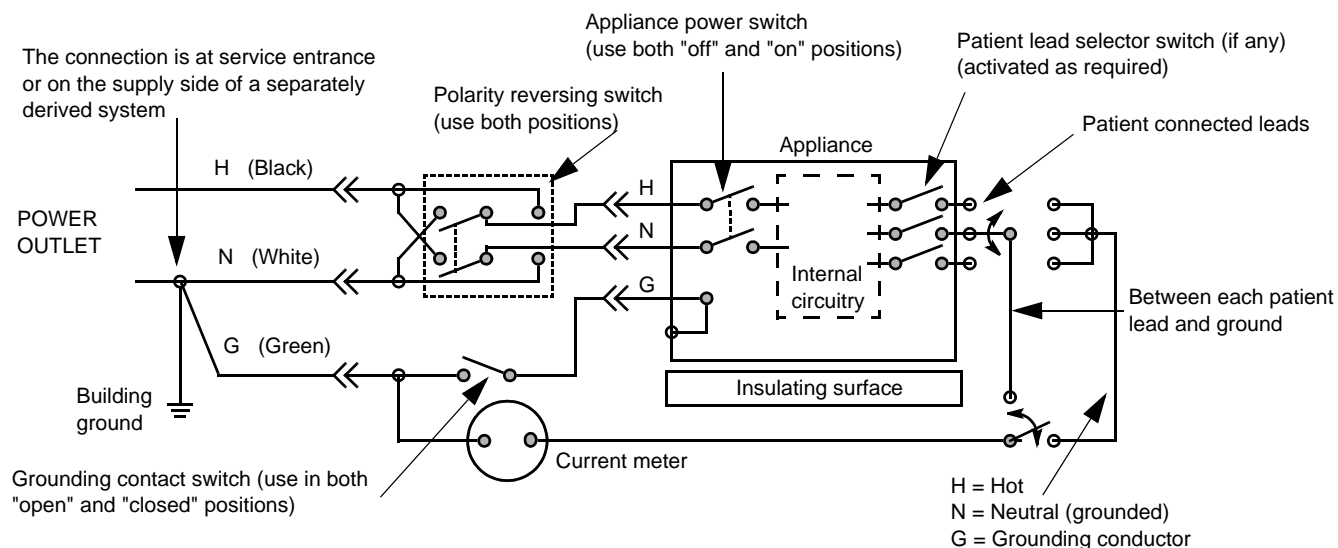 Appliance power switch
(use both "off" and "on" positions)
The connection is at service entrance
or on the supply side of a separately
derived system
Patient lead selector switch (if any)
(activated as required)
Polarity reversing switch
(use both positions)
Patient connected leads
Appliance
H (Black)
H
POWER
OUTLET
N
N (White)
Internal
circuitry
G
Between each patient
lead and ground
G (Green)
Insulating surface
Building
ground
Current meter
Grounding contact switch (use in both
"open" and "closed" positions)
H = Hot
N = Neutral (grounded)
G = Grounding conductor